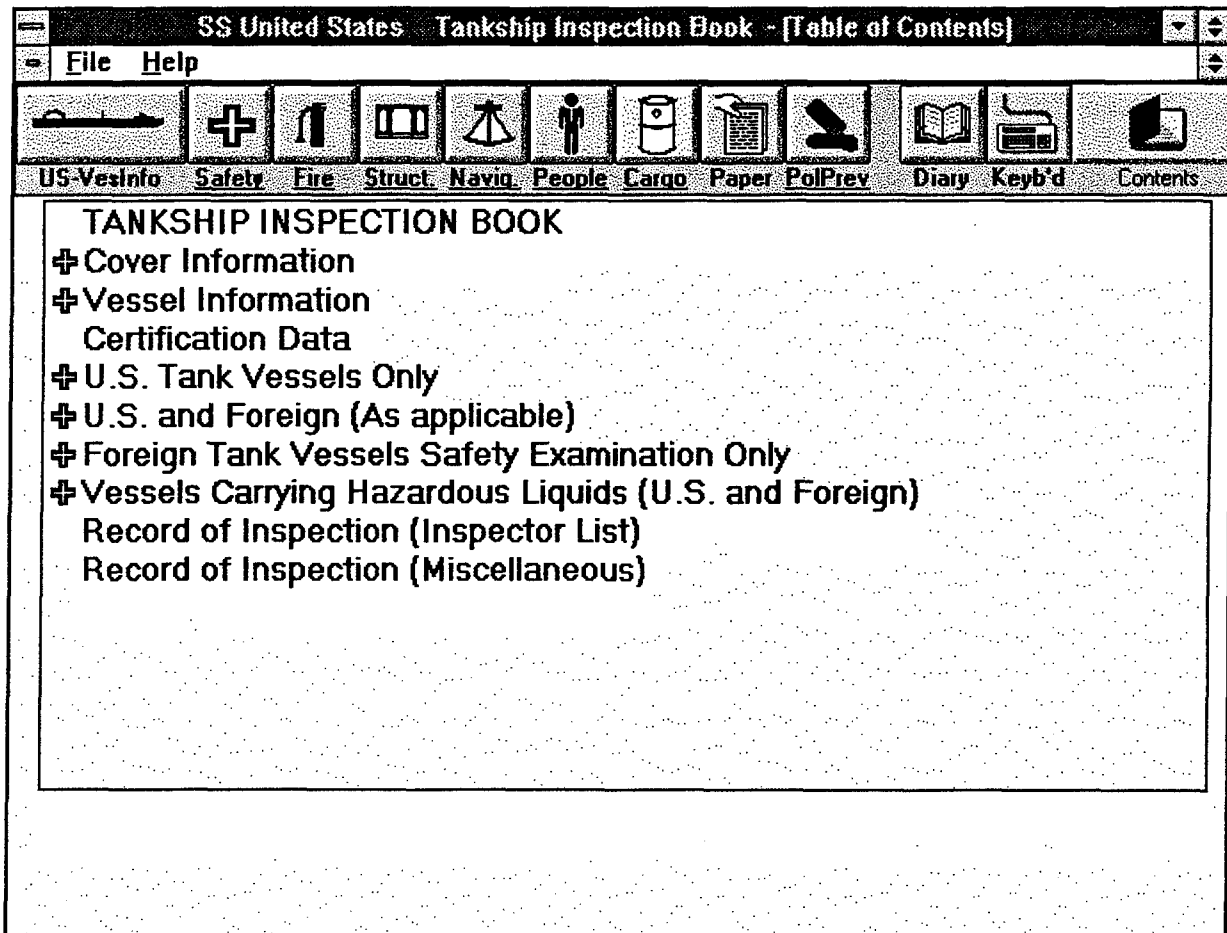 SS United States Tankship Inspection Book - [Table of Contents]
File Help
US-VesInfo Safety Fire Struct. Navig. People Cargo Paper PolPrev Diary Keyb'd Contents
TANKSHIP INSPECTION BOOK
Cover Information
Vessel Information
Certification Data
U.S. Tank Vessels Only
U.S. and Foreign (As applicable)
Foreign Tank Vessels Safety Examination Only
Vessels Carrying Hazardous Liquids (U.S. and Foreign)
Record of Inspection (Inspector List)
Record of Inspection (Miscellaneous)